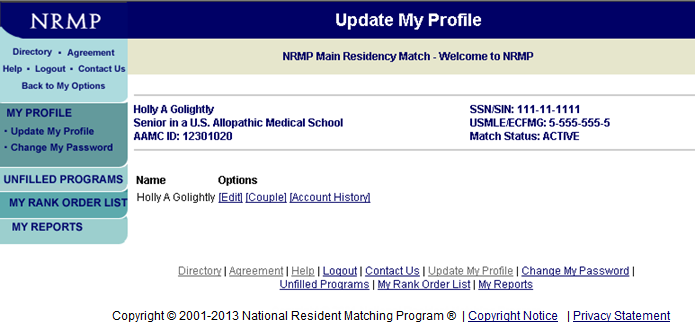 NRMP
Update My Profile
Directory • Agreement
Help • Logout • Contact Us
Back to My Options
NRMP Main Residency Match - Welcome to NRMP
MY PROFILE
• Update My Profile
• Change My Password
UNFILLED PROGRAMS
MY RANK ORDER LIST
MY REPORTS
Holly A Golightly
Senior in a U.S. Allopathic Medical School
AAMC ID: 12301020
SSN/SIN: 111-11-1111
USMLE/ECFMG: 5-555-555-5
Match Status: ACTIVE
Name Options
Holly A Golightly [Edit] [Couple] [Account History]
Directory | Agreement | Help | Logout | Contact Us | Update My Profile | Change My Password |
Unfilled Programs | My Rank Order List | My Reports
Copyright © 2001-2013 National Resident Matching Program ® | Copyright Notice | Privacy Statement